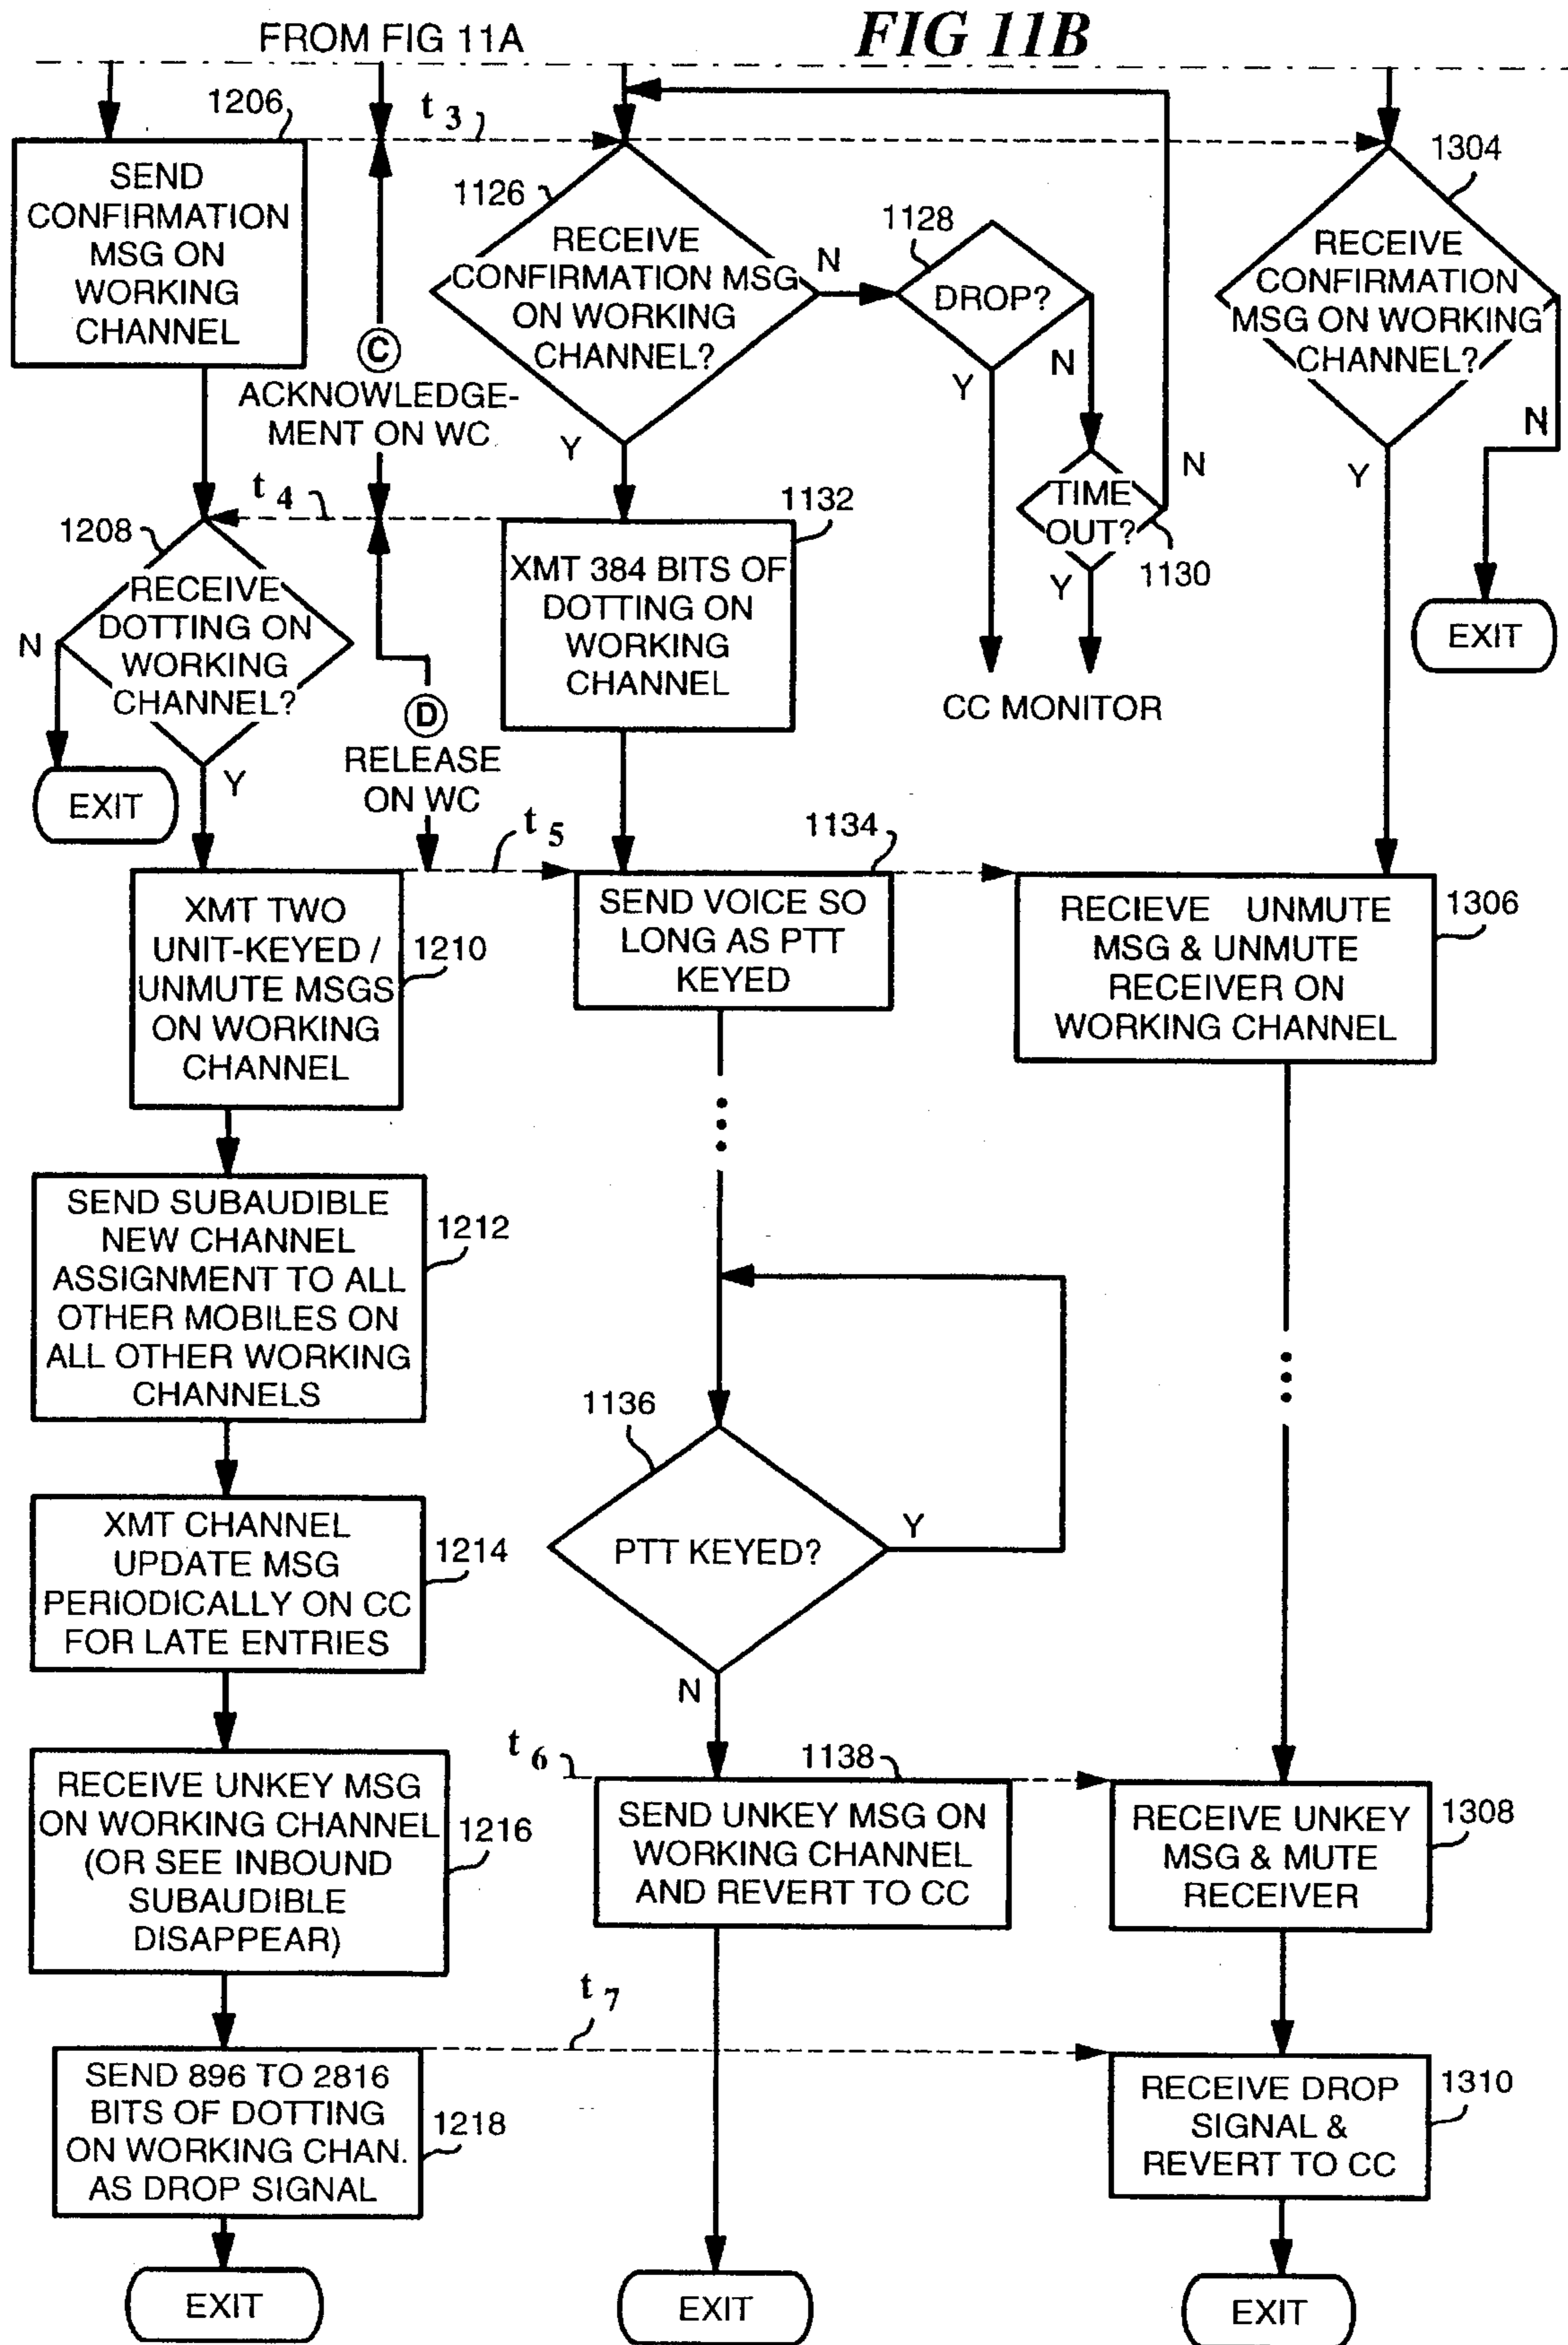 FROM FIG 11A
FIG 11B
1206
t 3
SEND
CONFIRMATION
MSG ON
WORKING
CHANNEL
C
ACKNOWLEDGE-
MENT ON WC
1126
RECEIVE
CONFIRMATION MSG
ON WORKING
CHANNEL?
N
Y
1128
DROP?
Y
N
TIME
OUT?
N
Y
1130
CC MONITOR
1304
RECEIVE
CONFIRMATION
MSG ON WORKING
CHANNEL?
N
Y
EXIT
t 4
1208
RECEIVE
DOTTING ON
WORKING
CHANNEL?
N
Y
EXIT
D
RELEASE
ON WC
1132
XMT 384 BITS OF
DOTTING ON
WORKING
CHANNEL
t 5
XMT TWO
UNIT-KEYED /
UNMUTE MSGS
ON WORKING
CHANNEL
1210
1134
SEND VOICE SO
LONG AS PTT
KEYED
RECIEVE UNMUTE
MSG & UNMUTE
RECEIVER ON
WORKING CHANNEL
1306
SEND SUBAUDIBLE
NEW CHANNEL
ASSIGNMENT TO ALL
OTHER MOBILES ON
ALL OTHER WORKING
CHANNELS
1212
XMT CHANNEL
UPDATE MSG
PERIODICALLY ON CC
FOR LATE ENTRIES
1214
1136
PTT KEYED?
Y
N
RECEIVE UNKEY MSG
ON WORKING CHANNEL
(OR SEE INBOUND
SUBAUDIBLE
DISAPPEAR)
1216
t 6
1138
SEND UNKEY MSG ON
WORKING CHANNEL
AND REVERT TO CC
RECEIVE UNKEY
MSG & MUTE
RECEIVER
1308
t 7
SEND 896 TO 2816
BITS OF DOTTING
ON WORKING CHAN.
AS DROP SIGNAL
1218
RECEIVE DROP
SIGNAL &
REVERT TO CC
1310
EXIT
EXIT
EXIT